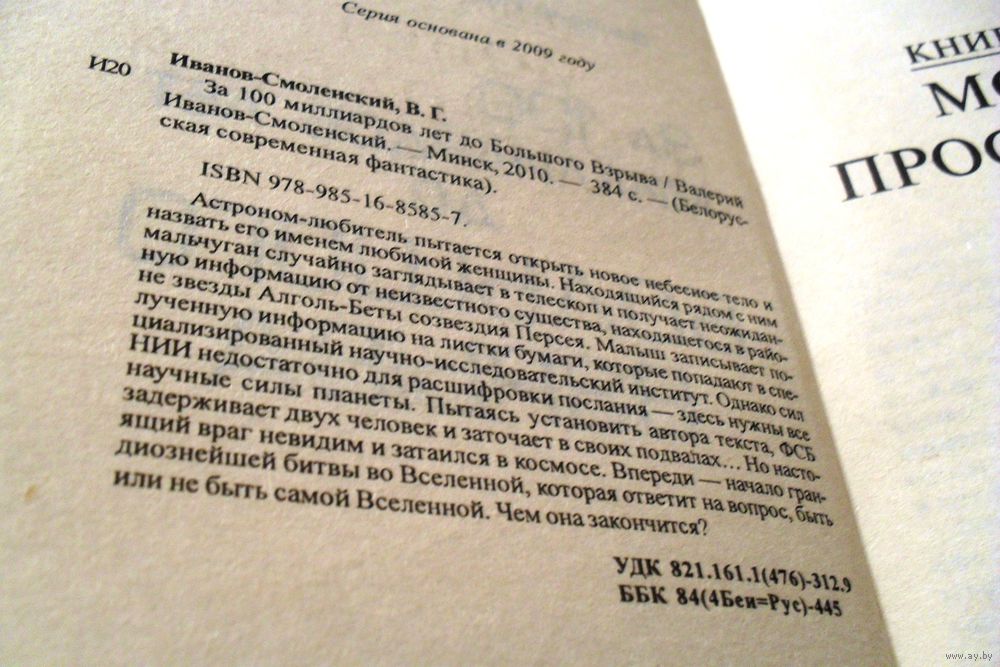 Серия основана в 2009 году
Иванов-Смоленский, В. Г.
И20
За 100 миллиардов лет до Большого Взрыва / Валерий
Иванов-Смоленский. — Минск, 2010. — 384 с. — (Белорус-
ская современная фантастика).
ISBN 978-985-16-8585-7.
Астроном-любитель пытается открыть новое небесное тело и
назвать его именем любимой женщины. Находящийся рядом с ним
мальчуган случайно заглядывает в телескоп и получает неожидан-
ную информацию от неизвестного существа, находящегося в райо-
не звезды Алголь-Беты созвездия Персея. Малыш записывает по-
лученную информацию на листки бумаги, которые попадают в спе-
циализированный научно-исследовательский институт. Однако сил
НИИ недостаточно для расшифровки послания — здесь нужны все
научные силы планеты. Пытаясь установить автора текста, ФСБ
задерживает двух человек и заточает в своих подвалах... Но насто-
ящий враг невидим и затаился в космосе. Впереди — начало гран-
диознейшей битвы во Вселенной, которая ответит на вопрос, быть
или не быть самой Вселенной. Чем она закончится?
УДК 821.161.1(476)-312.9
ББК 84(4Беи=Рус)-445
КНИ
МО
ПРОС
www.ay.by